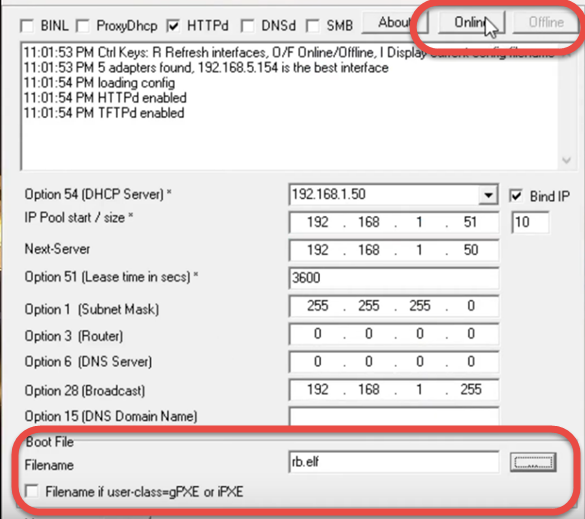 BINL ProxyDhcp HTTPd DNSd SMB About Online Offline
11:01:53 PM Ctrl Keys: R Refresh interfaces, O/F Online/Offline, I Display Current Config filename
11:01:53 PM 5 adapters found, 192.168.5.154 is the best interface
11:01:54 PM loading config
11:01:54 PM HTTPd enabled
11:01:54 PM TFTPd enabled
Option 54 (DHCP Server) * 192.168.1.50 Bind IP
IP Pool start / size * 192 . 168 . 1 . 51 10
Next-Server 192 . 168 . 1 . 50
Option 51 (Lease time in secs) * 3600
Option 1 (Subnet Mask) 255 . 255 . 255 . 0
Option 3 (Router) 0 . 0 . 0 . 0
Option 6 (DNS Server) 0 . 0 . 0 . 0
Option 28 (Broadcast) 192 . 168 . 1 . 255
Option 15 (DNS Domain Name)
Boot File
Filename rb.elf ...
Filename if user-class=gPXE or iPXE